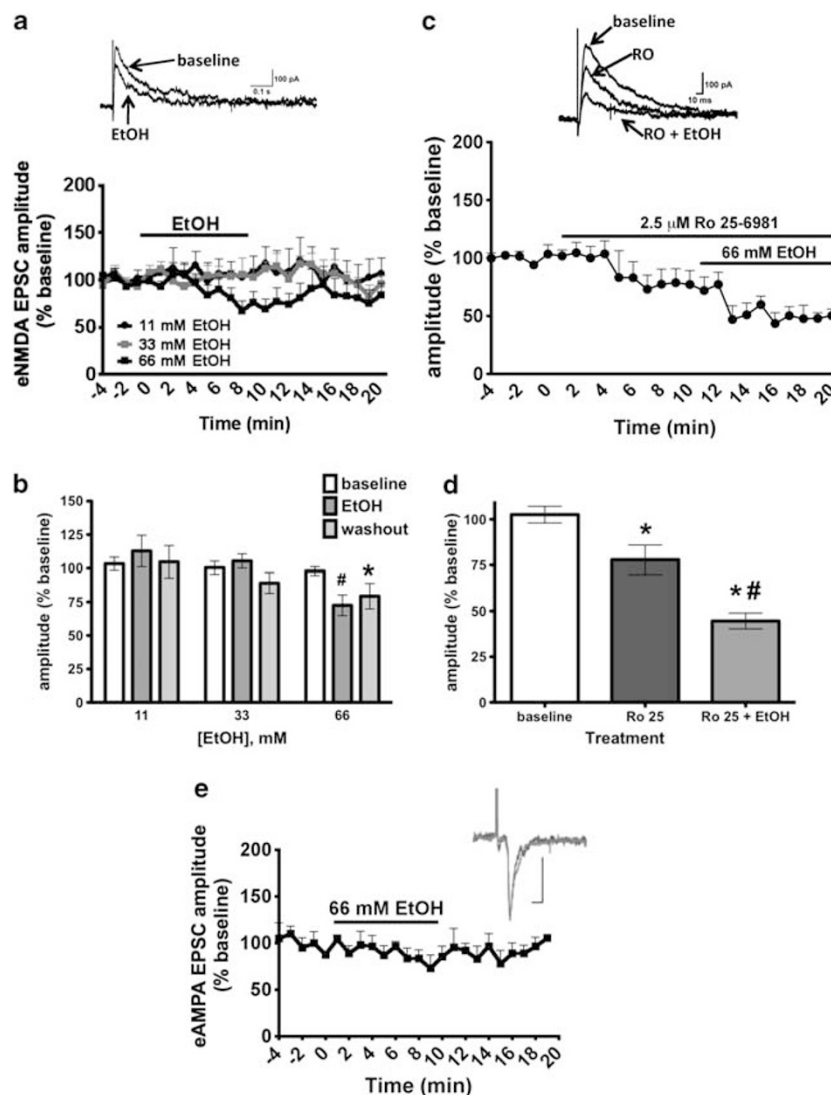 a
baseline
EtOH
100 pA
0.1 s
eNMDA EPSC amplitude
(% baseline)
200
150
100
50
0
EtOH
11 mM EtOH
33 mM EtOH
66 mM EtOH
-4 -2 0 2 4 6 8 10 12 14 16 18 20
Time (min)
c
baseline
RO
RO + EtOH
100 pA
10 ms
amplitude (% baseline)
200
150
100
50
0
2.5 µM Ro 25-6981
66 mM EtOH
-4 -2 0 2 4 6 8 10 12 14 16 18 20
Time (min)
b
baseline
EtOH
washout
amplitude (% baseline)
150
125
100
75
50
25
0
# *
11 33 66
[EtOH], mM
d
amplitude (% baseline)
100
75
50
25
0
*
* #
baseline Ro 25 Ro 25 + EtOH
Treatment
e
eAMPA EPSC amplitude
(% baseline)
200
150
100
50
0
66 mM EtOH
-4 -2 0 2 4 6 8 10 12 14 16 18 20
Time (min)